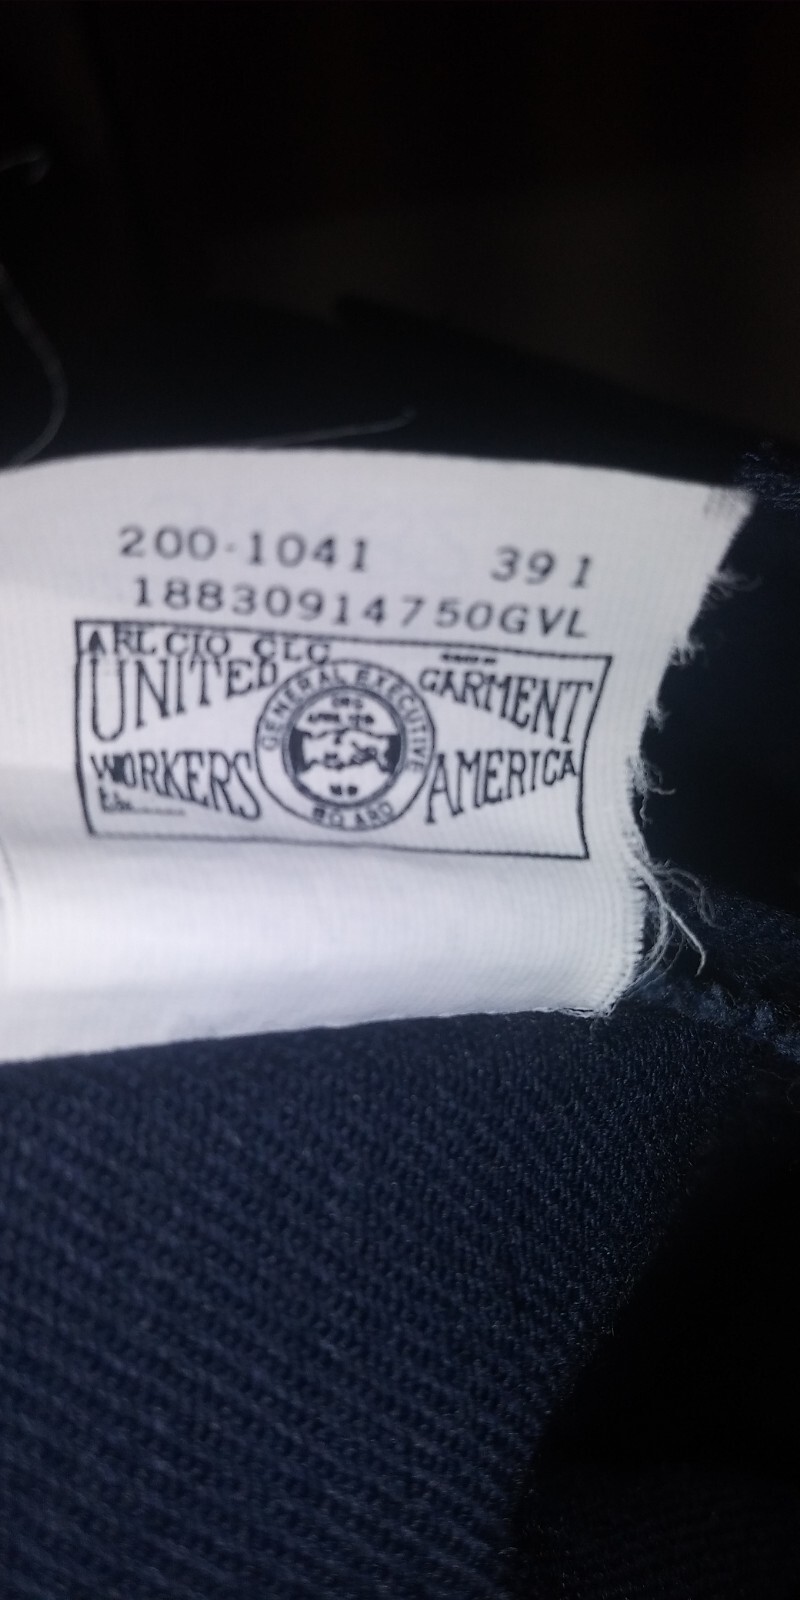 200-1041 391
18830914750GVL
AFL CIO CLC
UNITED GARMENT
GENERAL EXECUTIVE
WORKERS AMERICA
BOARD